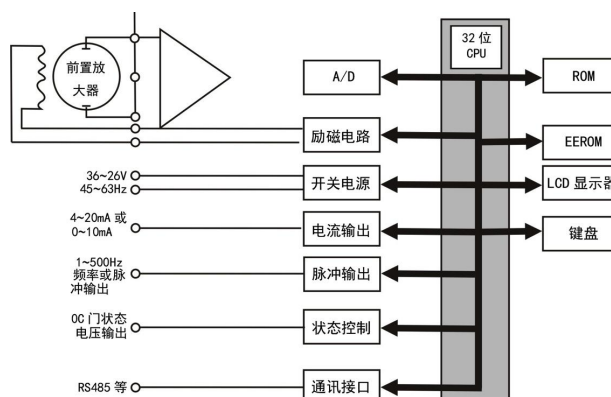 32 位
CPU
前置放
大器
A/D
ROM
励磁电路
EEROM
36~26V
45~63Hz
开关电源
LCD 显示器
4~20mA 或
0~10mA
电流输出
键盘
1~500Hz
频率或脉
冲输出
脉冲输出
OC 门状态
电压输出
状态控制
RS485 等
通讯接口